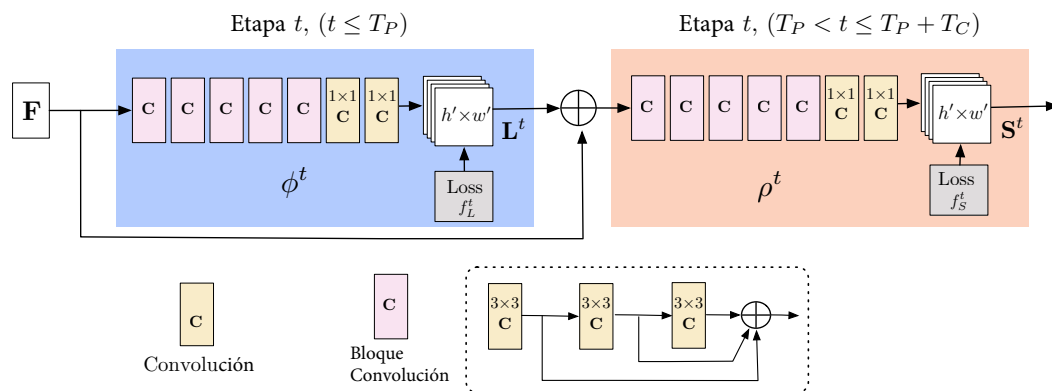 Etapa t, (t ≤ T_P)
Etapa t, (T_P < t ≤ T_P + T_C)
F
C C C C C 1×1 C 1×1 C
h′×w′
L^t
Loss
f_L^t
ϕ^t
C C C C C 1×1 C 1×1 C
h′×w′
S^t
Loss
f_S^t
ρ^t
C
Convolución
C
Bloque
Convolución
3×3 3×3 3×3
C C C